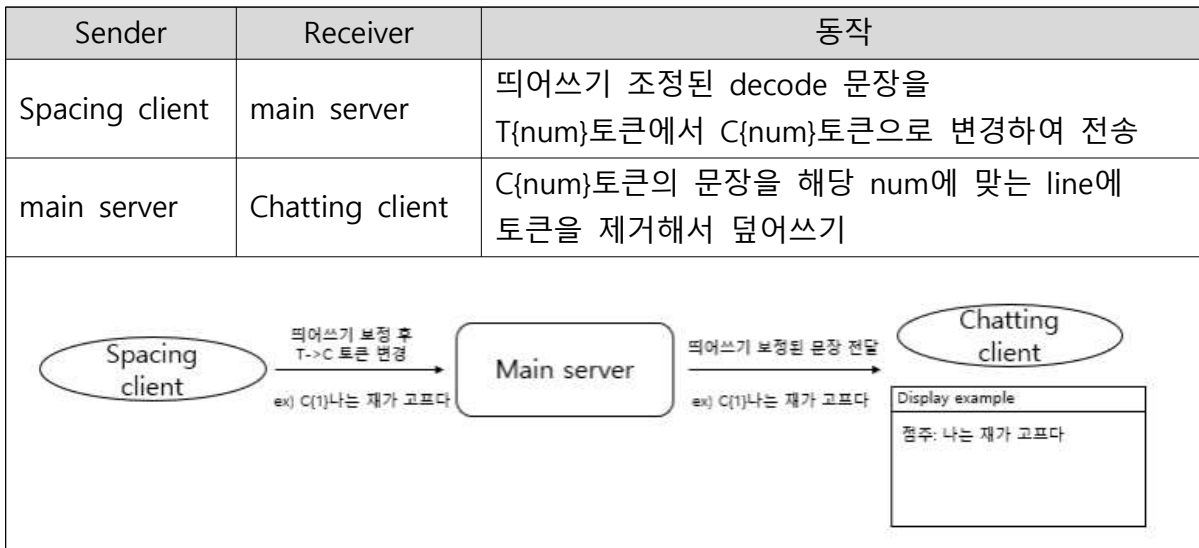 Sender Receiver 동작
Spacing client main server 띄어쓰기 조정된 decode 문장을
T{num}토큰에서 C{num}토큰으로 변경하여 전송
main server Chatting client C{num}토큰의 문장을 해당 num에 맞는 line에
토큰을 제거해서 덮어쓰기
Spacing
client
띄어쓰기 보정 후
T->C 토큰 변경
ex) C{1}나는 재가 고프다
Main server
띄어쓰기 보정된 문장 전달
ex) C{1}나는 재가 고프다
Chatting
client
Display example
점주: 나는 재가 고프다